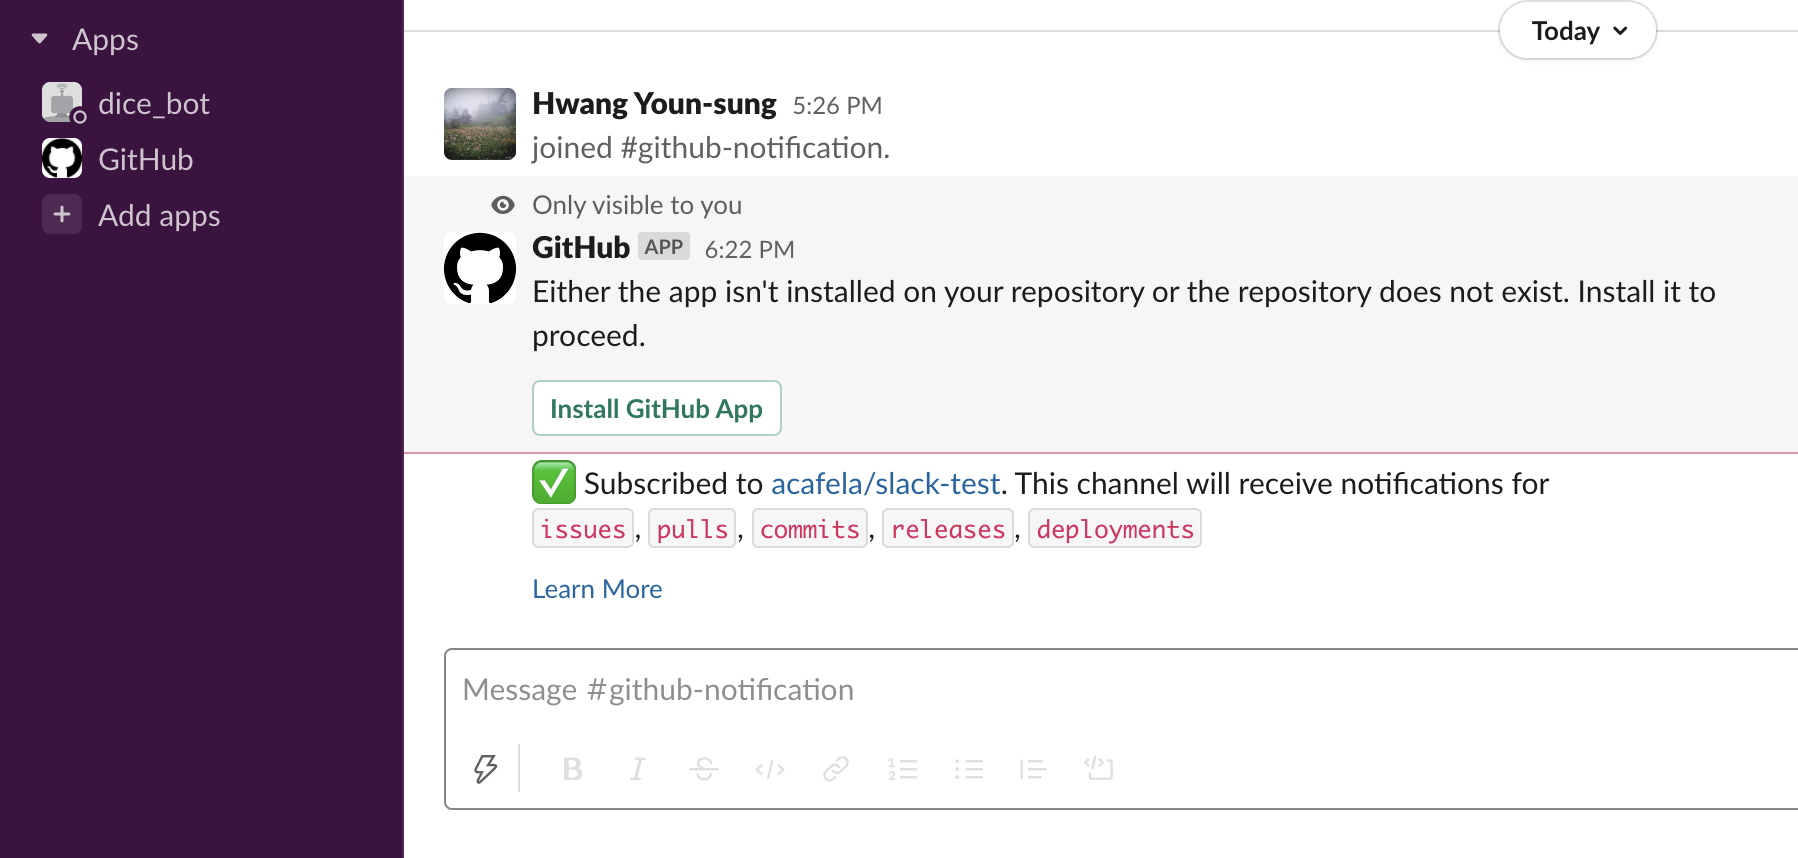 Apps
dice_bot
GitHub
Add apps
Today
Hwang Youn-sung 5:26 PM
joined #github-notification.
Only visible to you
GitHub APP 6:22 PM
Either the app isn't installed on your repository or the repository does not exist. Install it to
proceed.
Install GitHub App
✅ Subscribed to acafela/slack-test. This channel will receive notifications for
issues, pulls, commits, releases, deployments
Learn More
Message #github-notification